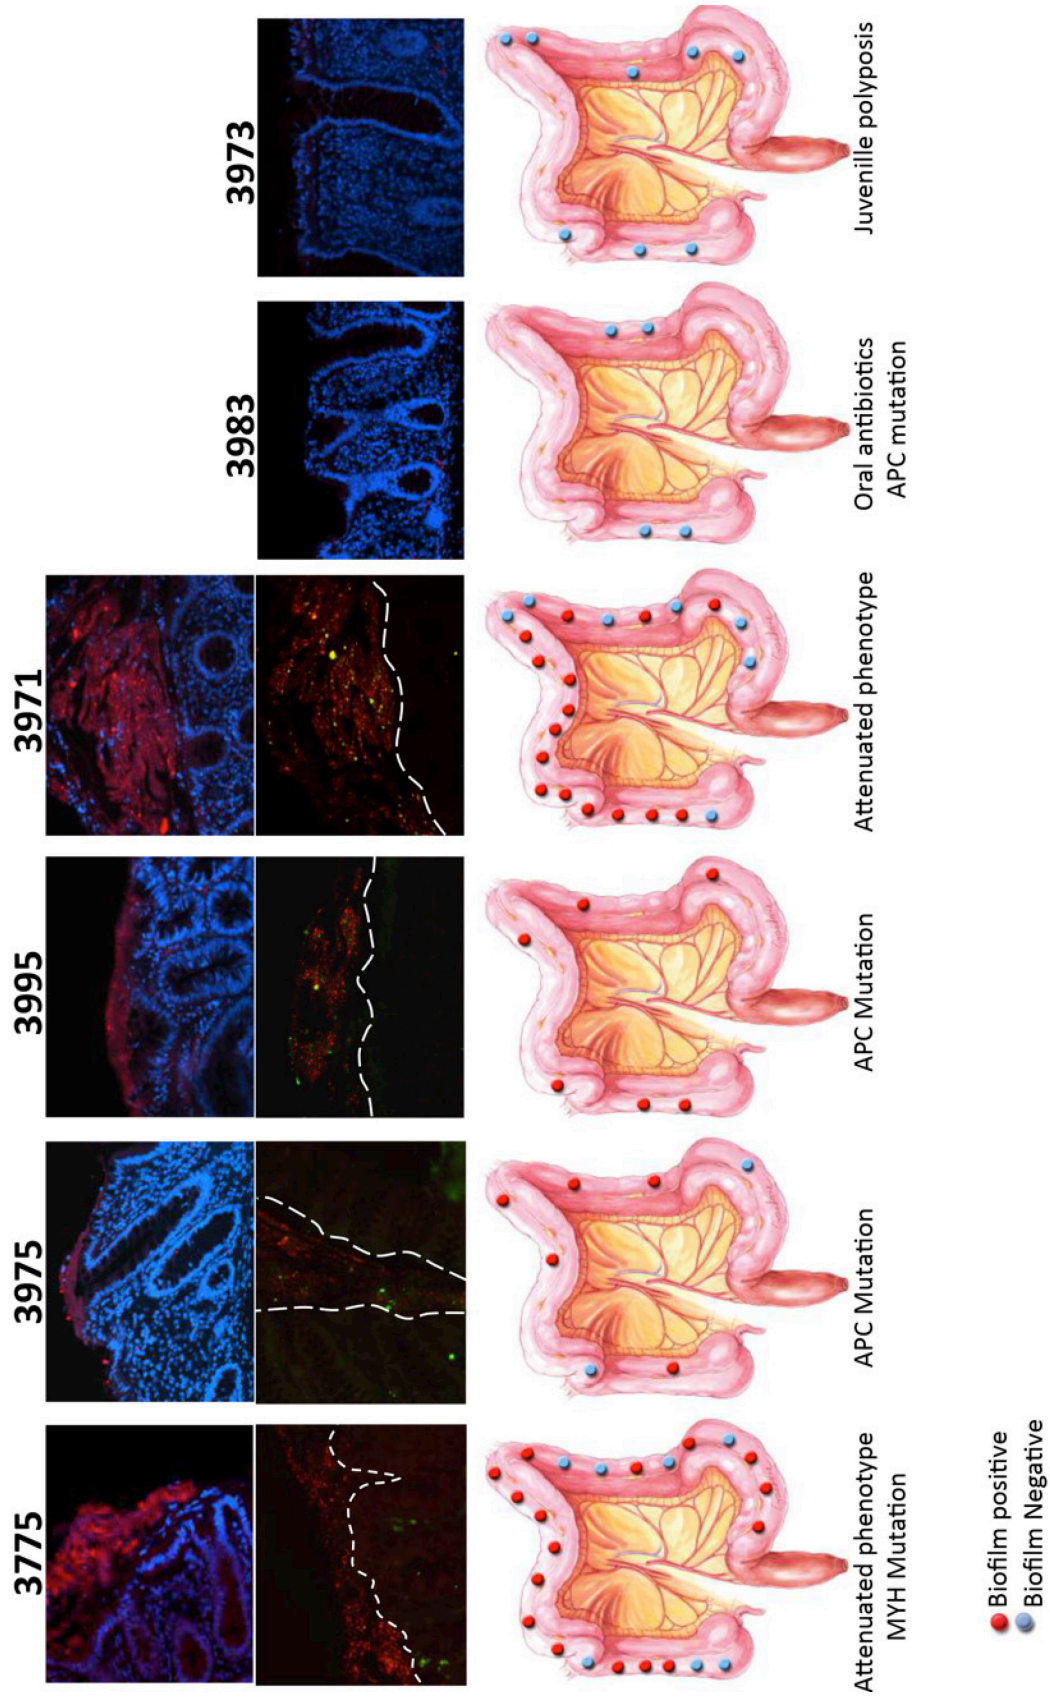 3775
3975
3995
3971
3983
3973
Attenuated phenotype
MYH Mutation
APC Mutation
APC Mutation
Attenuated phenotype
Oral antibiotics
APC mutation
Juvenille polyposis
Biofilm positive
Biofilm Negative